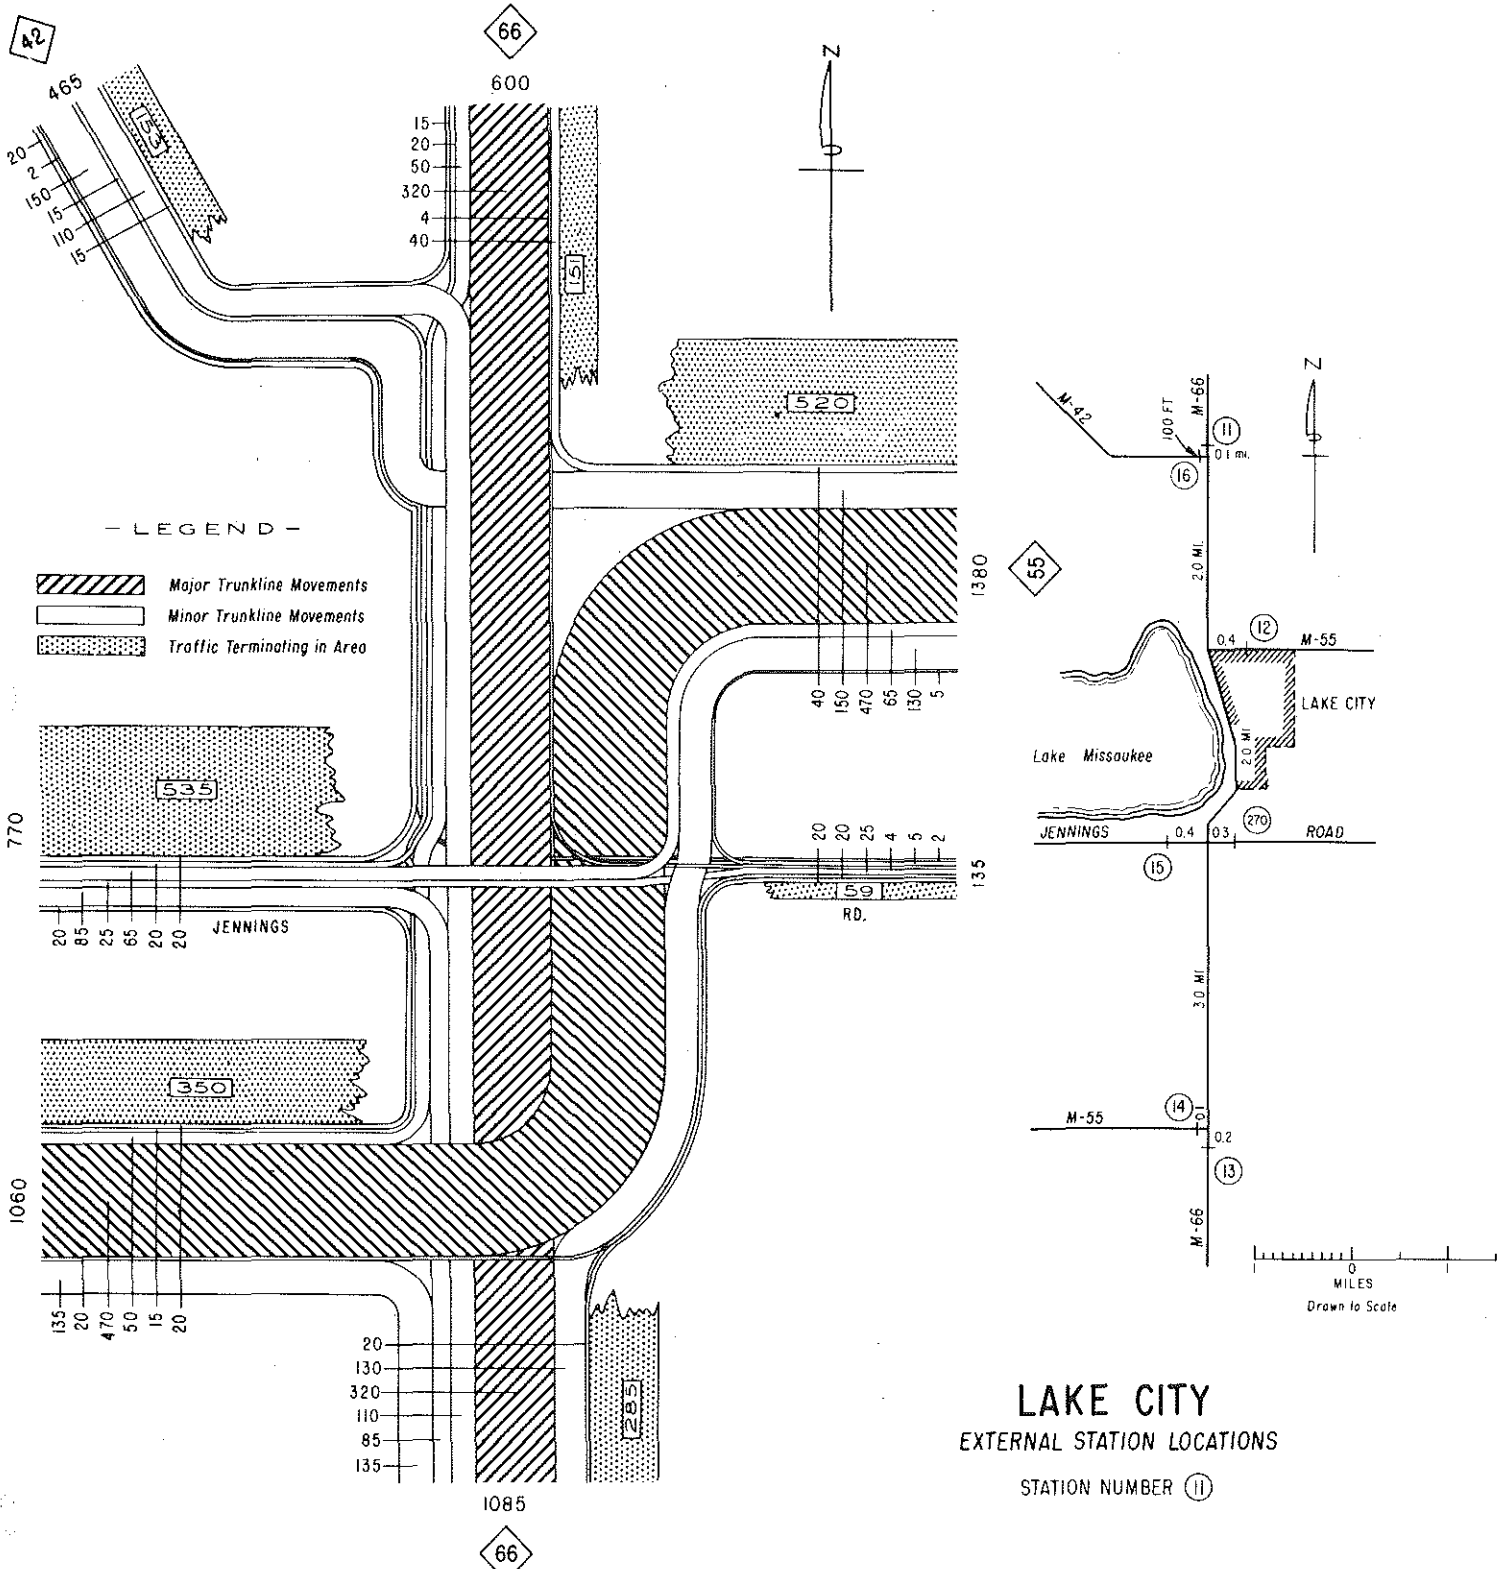 42
66
600
465
153
20
2
150
15
110
15
15
20
50
320
4
40
151
N
520
1380
55
40
150
470
65
130
5
- LEGEND -
Major Trunkline Movements
Minor Trunkline Movements
Traffic Terminating in Area
770
535
20
85
25
65
20
20
JENNINGS
20
20
25
4
5
2
135
59
RD.
350
1060
135
20
470
50
15
20
20
130
320
110
85
135
285
1085
66
M-42
M-66
100 FT
11
0.1 mi.
16
N
2.0 MI.
0.4
12
M-55
LAKE CITY
2.0 MI
Lake Missaukee
270
JENNINGS
0.4
0.3
ROAD
15
3.0 MI
M-55
14
0.1
0.2
13
M-66
1
0
1
MILES
Drawn to Scale
LAKE CITY
EXTERNAL STATION LOCATIONS
STATION NUMBER 11